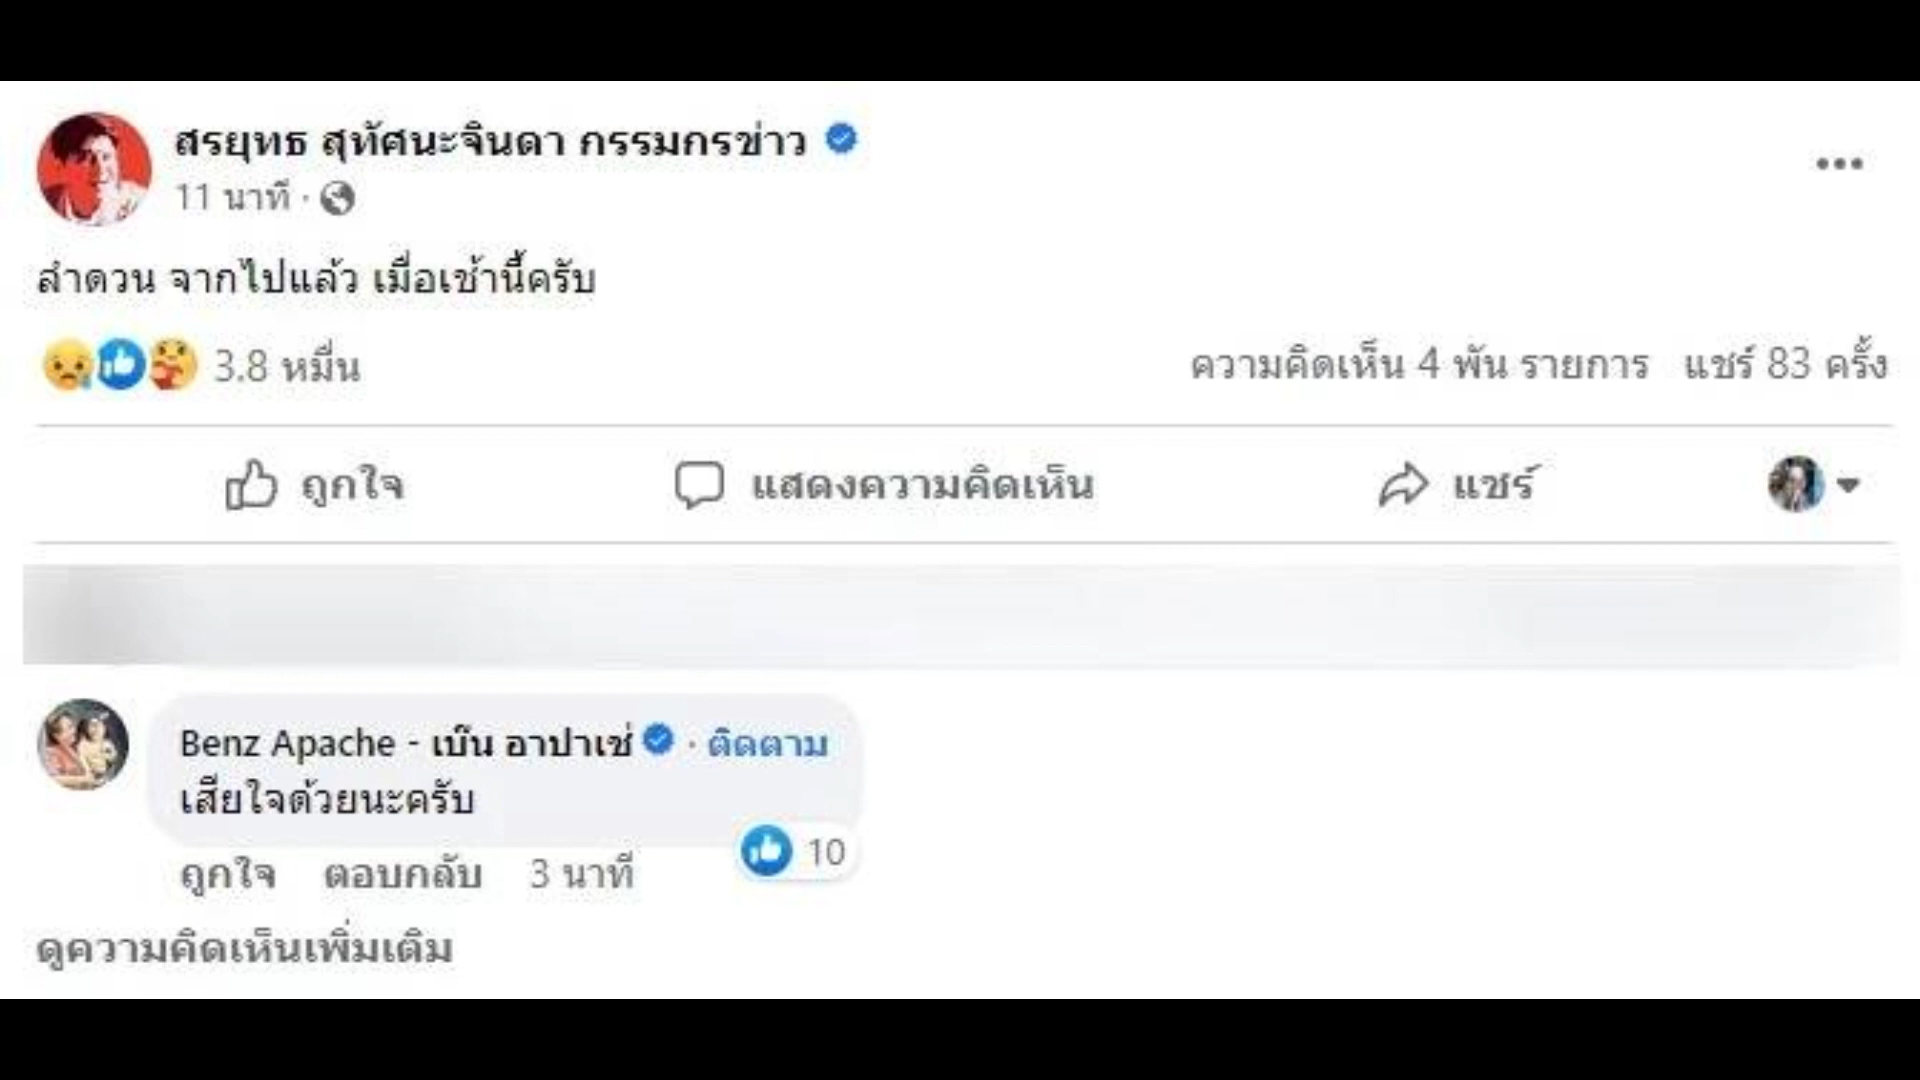 สรยุทธ สุทัศนะจินดา กรรมกรข่าว
11 นาที ·
ลำดวน จากไปแล้ว เมื่อเช้านี้ครับ
3.8 หมื่น ความคิดเห็น 4 พัน รายการ แชร์ 83 ครั้ง
ถูกใจ แสดงความคิดเห็น แชร์
Benz Apache - เบ๊น อาปาเช่ · ติดตาม
เสียใจด้วยนะครับ
10
ถูกใจ ตอบกลับ 3 นาที
ดูความคิดเห็นเพิ่มเติม